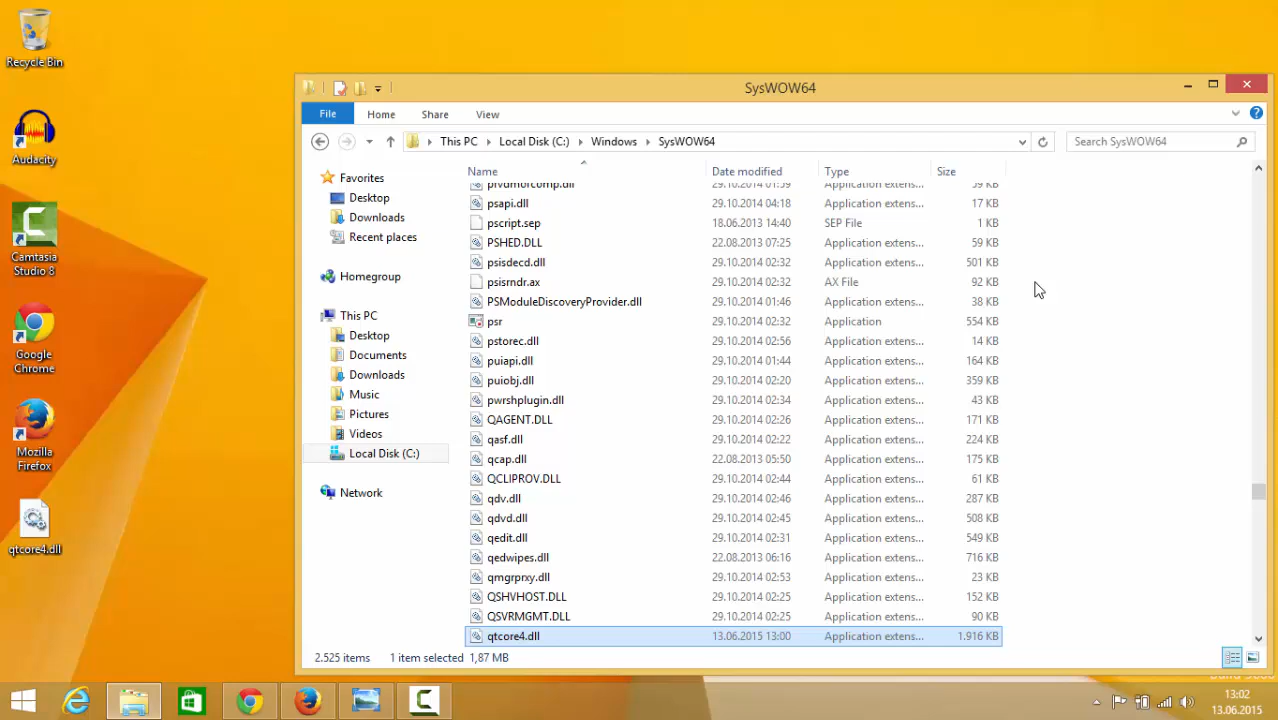 Recycle Bin
Audacity
Camtasia
Studio 8
Google
Chrome
Mozilla
Firefox
qtcore4.dll
SysWOW64
File Home Share View
This PC Local Disk (C:) Windows SysWOW64
Search SysWOW64
Favorites
Desktop
Downloads
Recent places
Homegroup
This PC
Desktop
Documents
Downloads
Music
Pictures
Videos
Local Disk (C:)
Network
Name Date modified Type Size
prvdmofcomp.dll 29.10.2014 01:59 Application extens... 39 KB
psapi.dll 29.10.2014 04:18 Application extens... 17 KB
pscript.sep 18.06.2013 14:40 SEP File 1 KB
PSHED.DLL 22.08.2013 07:25 Application extens... 59 KB
psisdecd.dll 29.10.2014 02:32 Application extens... 501 KB
psisrndr.ax 29.10.2014 02:32 AX File 92 KB
PSModuleDiscoveryProvider.dll 29.10.2014 01:46 Application extens... 38 KB
psr 29.10.2014 02:32 Application 554 KB
pstorec.dll 29.10.2014 02:56 Application extens... 14 KB
puiapi.dll 29.10.2014 01:44 Application extens... 164 KB
puiobj.dll 29.10.2014 02:20 Application extens... 359 KB
pwrshplugin.dll 29.10.2014 02:34 Application extens... 43 KB
QAGENT.DLL 29.10.2014 02:26 Application extens... 171 KB
qasf.dll 29.10.2014 02:22 Application extens... 224 KB
qcap.dll 22.08.2013 05:50 Application extens... 175 KB
QCLIPROV.DLL 29.10.2014 02:44 Application extens... 61 KB
qdv.dll 29.10.2014 02:46 Application extens... 287 KB
qdvd.dll 29.10.2014 02:45 Application extens... 508 KB
qedit.dll 29.10.2014 02:31 Application extens... 549 KB
qedwipes.dll 22.08.2013 06:16 Application extens... 716 KB
qmgrprxy.dll 29.10.2014 02:53 Application extens... 23 KB
QSHVHOST.DLL 29.10.2014 02:25 Application extens... 152 KB
QSVRMGMT.DLL 29.10.2014 02:25 Application extens... 90 KB
qtcore4.dll 13.06.2015 13:00 Application extens... 1.916 KB
2.525 items 1 item selected 1,87 MB
13:02
13.06.2015